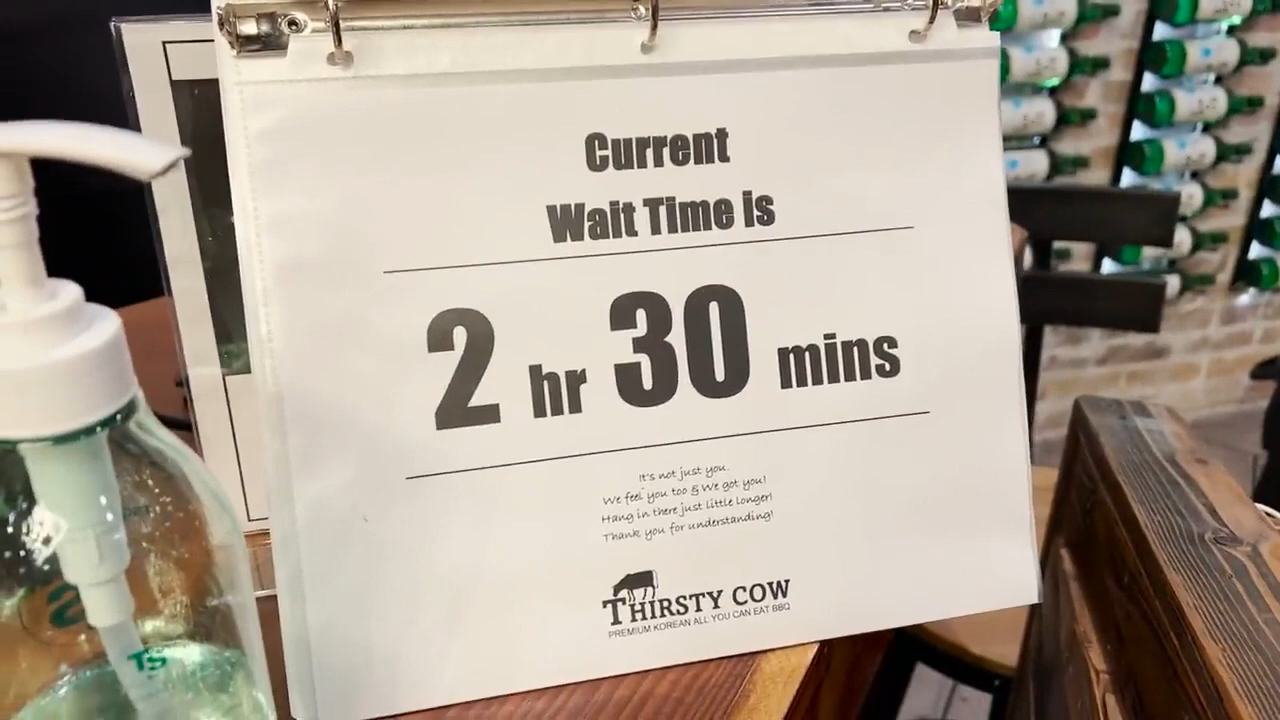 Current
Wait Time is
2 hr 30 mins
It's not just you.
We feel you too & We got you!
Hang in there just little longer!
Thank you for understanding!
THIRSTY COW
PREMIUM KOREAN ALL YOU CAN EAT BBQ
TS